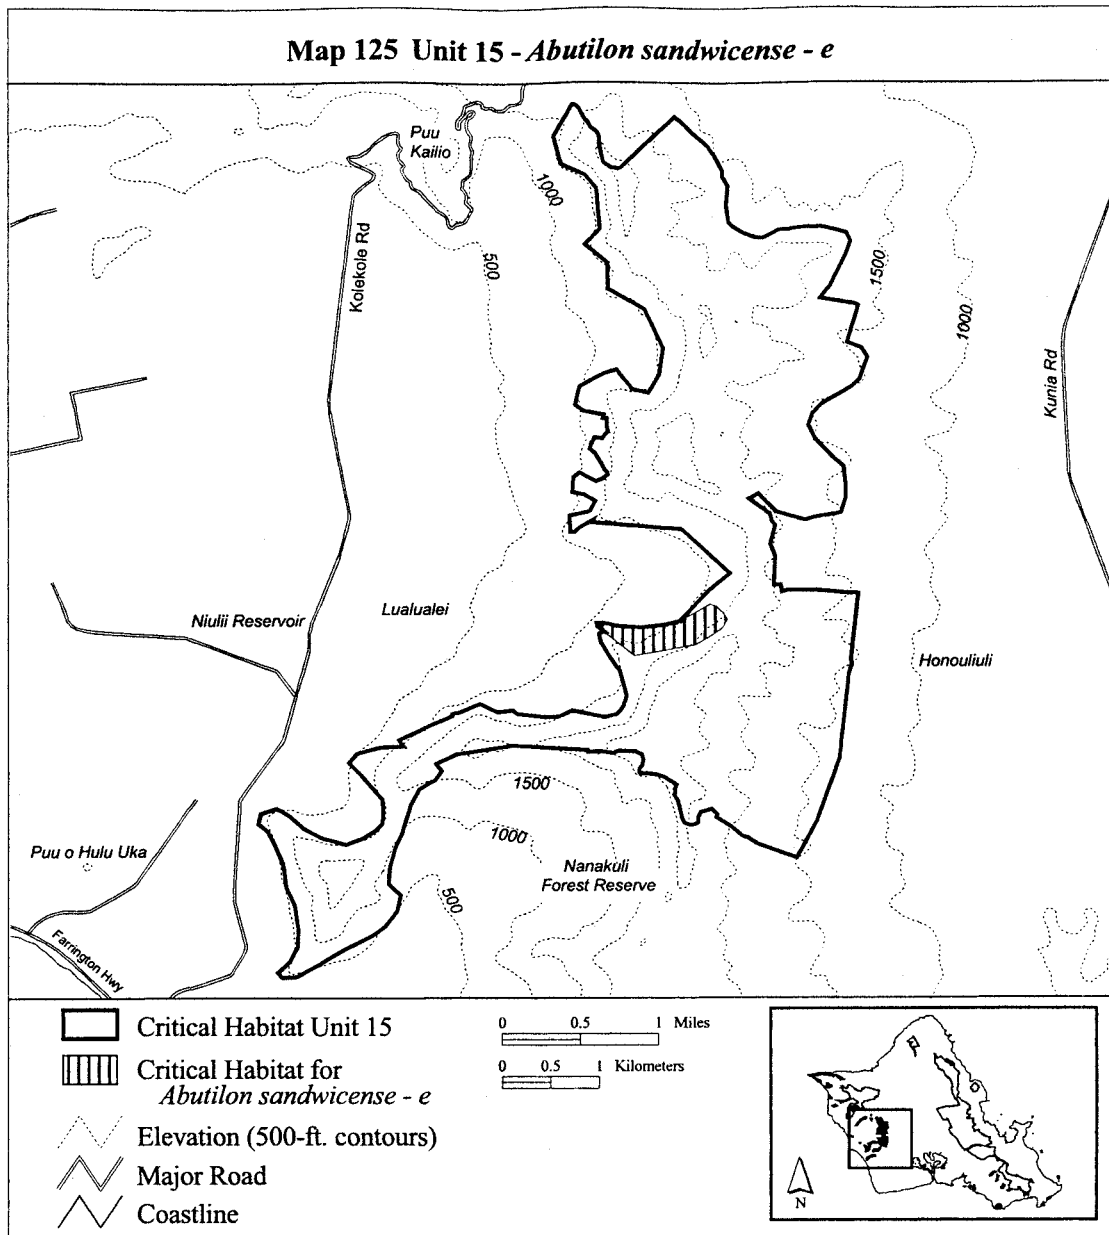 Map 125 Unit 15 - Abutilon sandwicense - e
Puu
Kailio
1000
Kolekole Rd
500
1500
1000
Kunia Rd
Niulii Reservoir
Lualualei
Honouliuli
1500
1000
Puu o Hulu Uka
Nanakuli
Forest Reserve
500
Farrington Hwy
Critical Habitat Unit 15
Critical Habitat for
Abutilon sandwicense - e
Elevation (500-ft. contours)
Major Road
Coastline
0 0.5 1 Miles
0 0.5 1 Kilometers
N